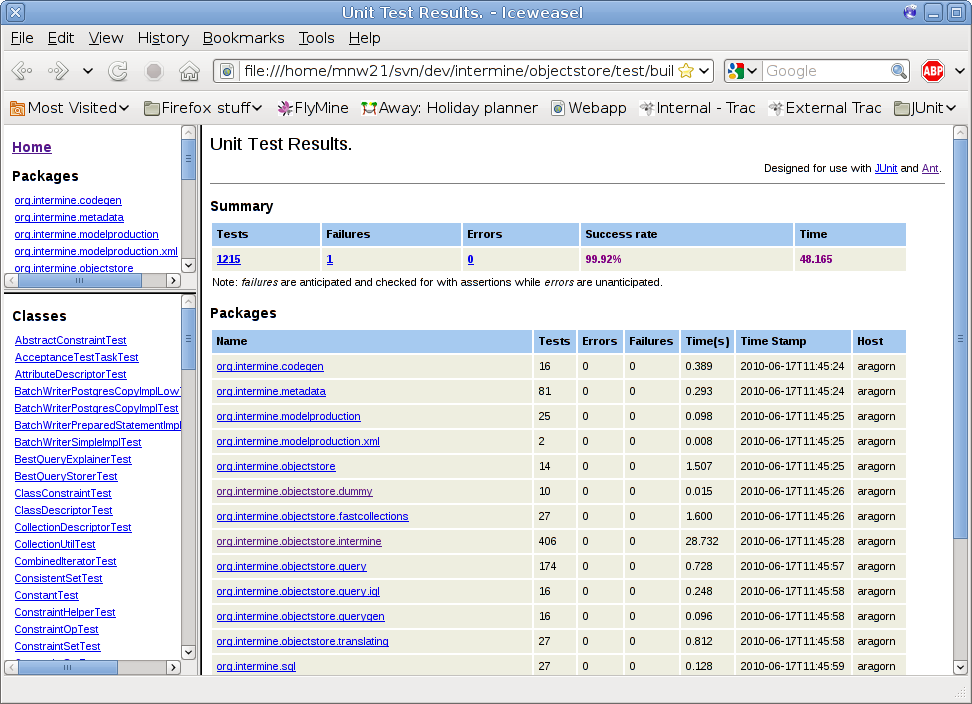 Unit Test Results. - Iceweasel
File Edit View History Bookmarks Tools Help
file:///home/mnw21/svn/dev/intermine/objectstore/test/buil Google ABP
Most Visited Firefox stuff FlyMine Away: Holiday planner Webapp Internal - Trac External Trac JUnit
Home
Packages
org.intermine.codegen
org.intermine.metadata
org.intermine.modelproduction
org.intermine.modelproduction.xml
org.intermine.objectstore
Classes
AbstractConstraintTest
AcceptanceTestTaskTest
AttributeDescriptorTest
BatchWriterPostgresCopyImplLow
BatchWriterPostgresCopyImplTest
BatchWriterPreparedStatementImpl
BatchWriterSimpleImplTest
BestQueryExplainerTest
BestQueryStorerTest
ClassConstraintTest
ClassDescriptorTest
CollectionDescriptorTest
CollectionUtilTest
CombinedIteratorTest
ConsistentSetTest
ConstantTest
ConstraintHelperTest
ConstraintOpTest
ConstraintSetTest
Unit Test Results.
Designed for use with JUnit and Ant.
Summary
Tests Failures Errors Success rate Time
1215 1 0 99.92% 48.165
Note: failures are anticipated and checked for with assertions while errors are unanticipated.
Packages
Name Tests Errors Failures Time(s) Time Stamp Host
org.intermine.codegen 16 0 0 0.389 2010-06-17T11:45:24 aragorn
org.intermine.metadata 81 0 0 0.293 2010-06-17T11:45:24 aragorn
org.intermine.modelproduction 25 0 0 0.098 2010-06-17T11:45:25 aragorn
org.intermine.modelproduction.xml 2 0 0 0.008 2010-06-17T11:45:25 aragorn
org.intermine.objectstore 14 0 0 1.507 2010-06-17T11:45:25 aragorn
org.intermine.objectstore.dummy 10 0 0 0.015 2010-06-17T11:45:26 aragorn
org.intermine.objectstore.fastcollections 27 0 0 1.600 2010-06-17T11:45:26 aragorn
org.intermine.objectstore.intermine 406 0 0 28.732 2010-06-17T11:45:28 aragorn
org.intermine.objectstore.query 174 0 0 0.728 2010-06-17T11:45:57 aragorn
org.intermine.objectstore.query.iql 16 0 0 0.248 2010-06-17T11:45:58 aragorn
org.intermine.objectstore.querygen 16 0 0 0.096 2010-06-17T11:45:58 aragorn
org.intermine.objectstore.translating 27 0 0 0.812 2010-06-17T11:45:58 aragorn
org.intermine.sql 27 0 0 0.128 2010-06-17T11:45:59 aragorn